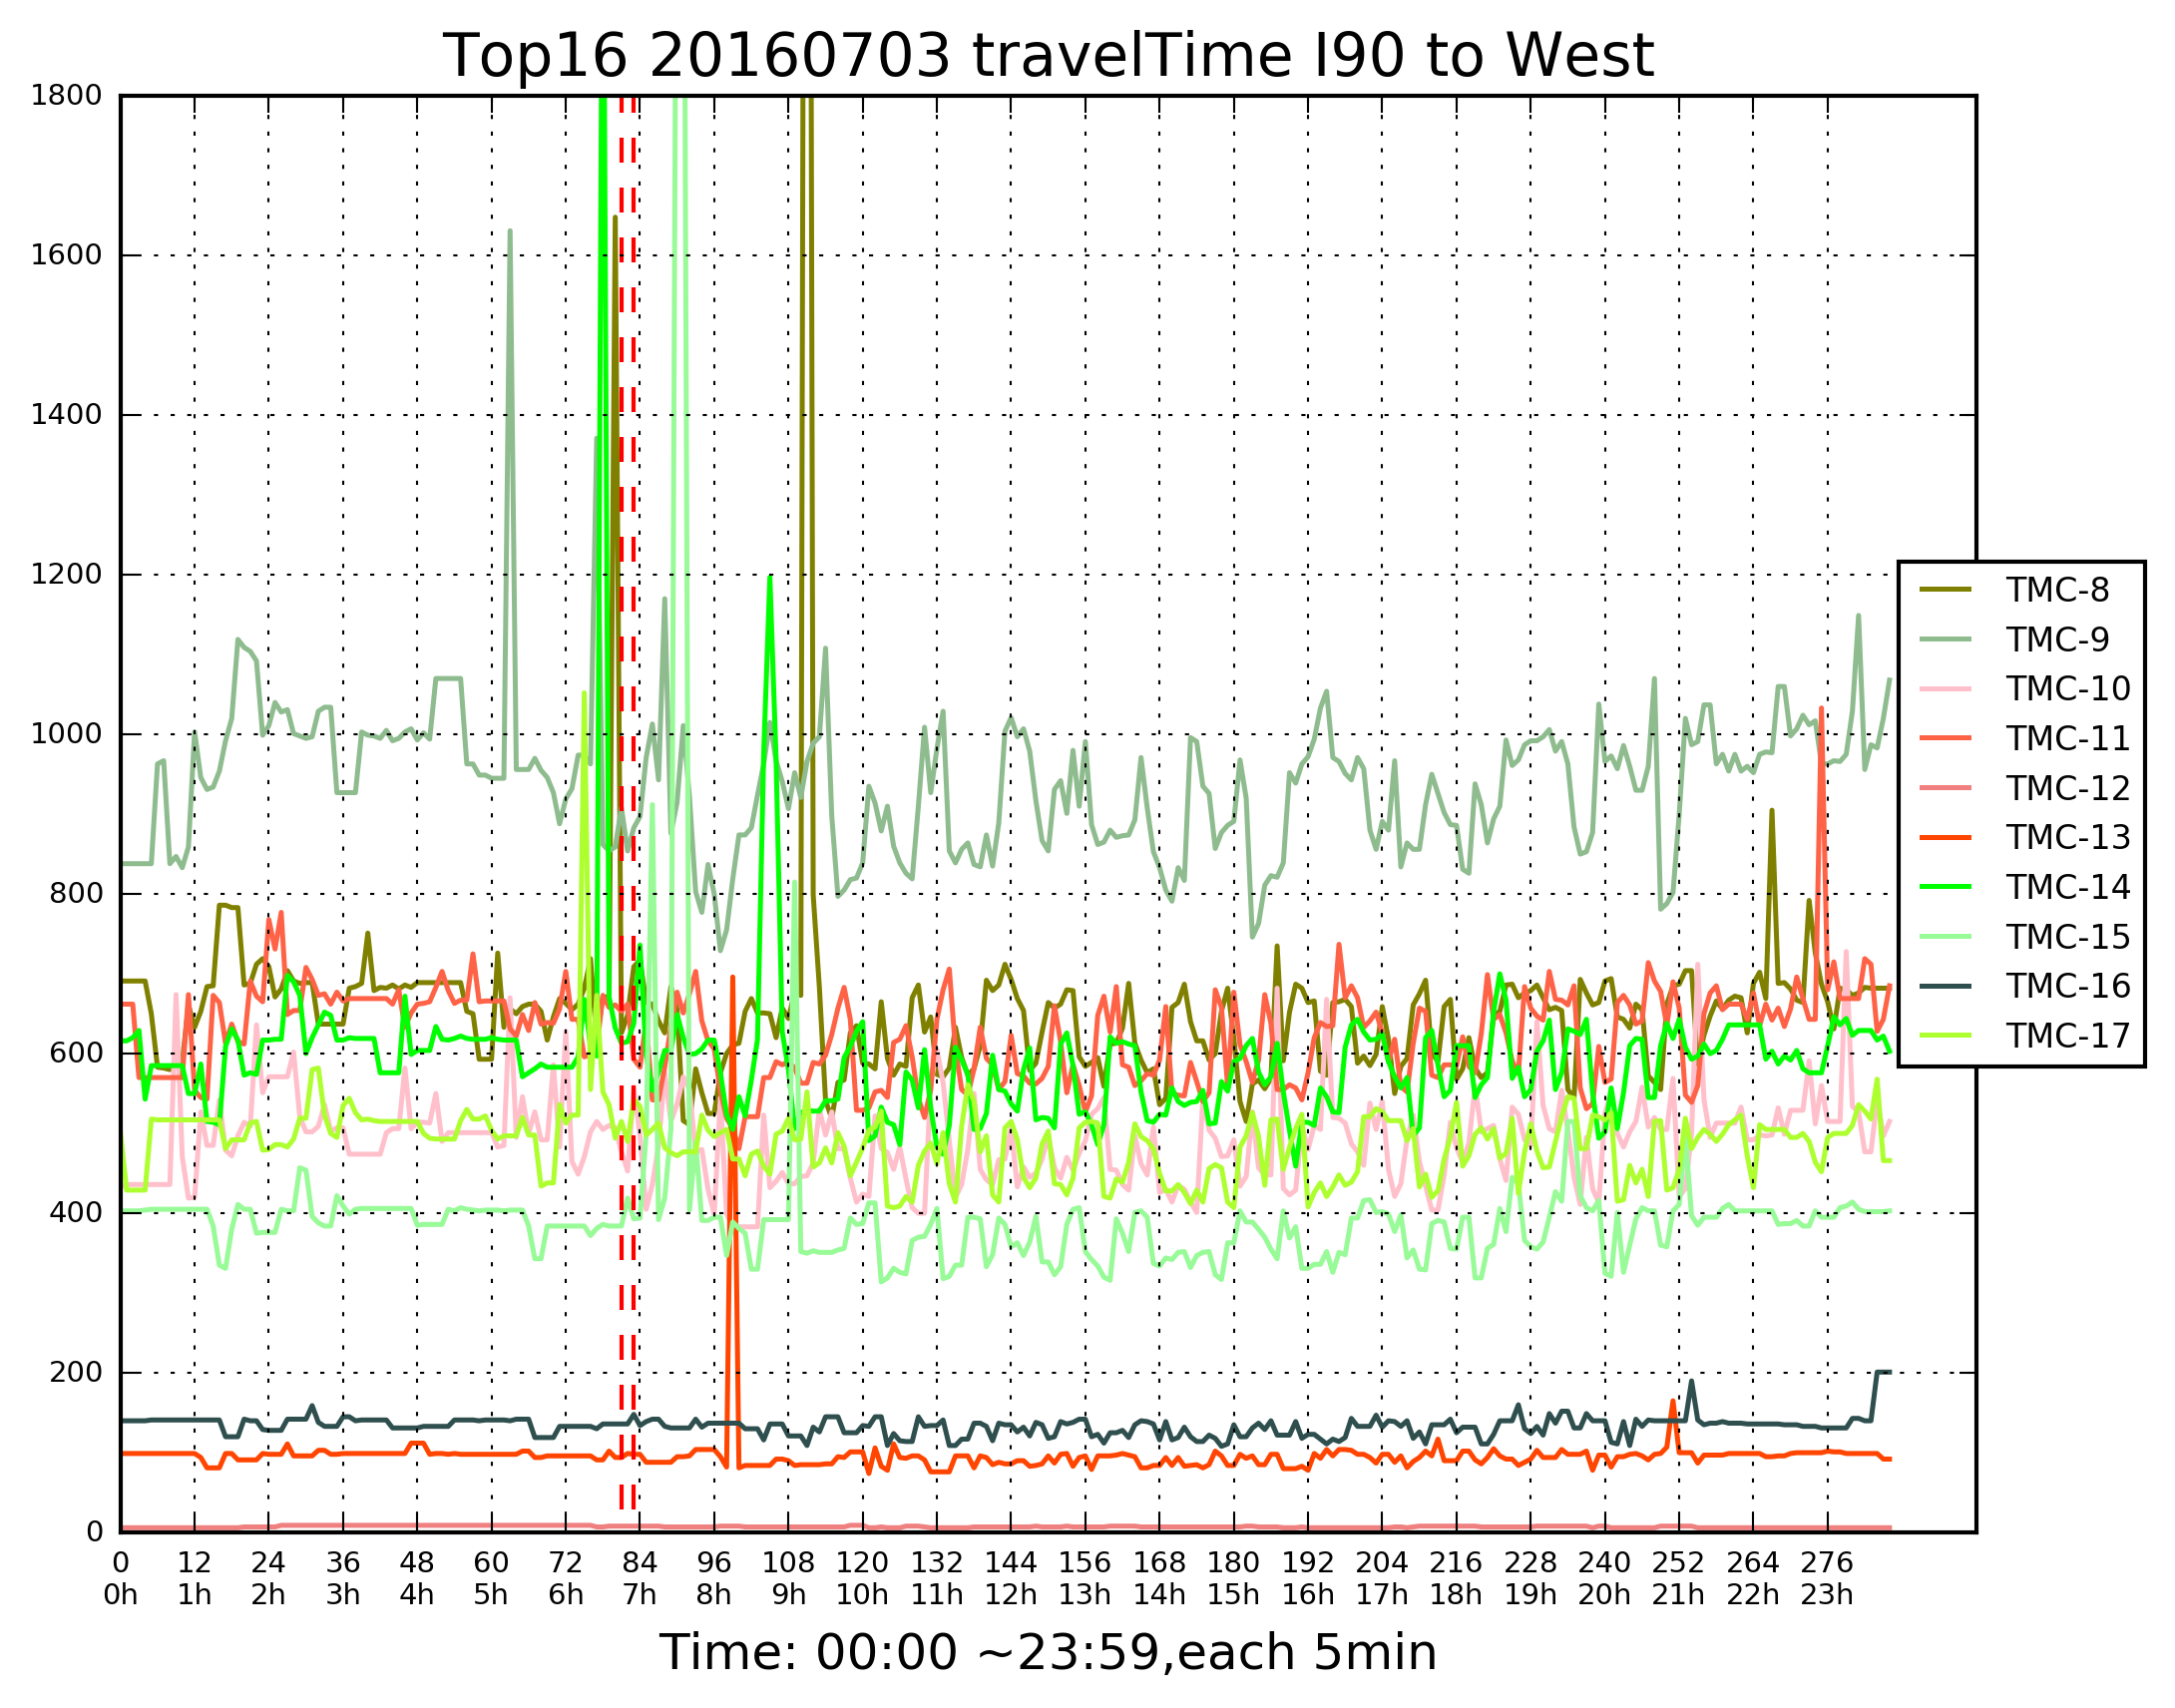 Top16 20160703 travelTime I90 to West
1800
1600
1400
1200
1000
800
600
400
200
0
TMC-8
TMC-9
TMC-10
TMC-11
TMC-12
TMC-13
TMC-14
TMC-15
TMC-16
TMC-17
0 12 24 36 48 60 72 84 96 108 120 132 144 156 168 180 192 204 216 228 240 252 264 276
0h 1h 2h 3h 4h 5h 6h 7h 8h 9h 10h 11h 12h 13h 14h 15h 16h 17h 18h 19h 20h 21h 22h 23h
Time: 00:00 ~23:59,each 5min